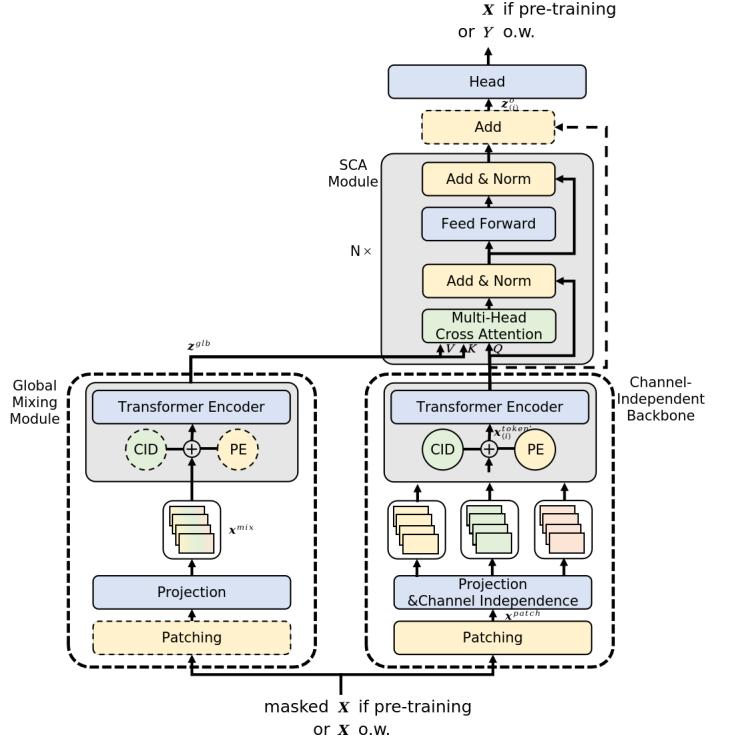 X if pre-training
or Y o.w.
Head
z^o_(i)
Add
SCA
Module
Add & Norm
Feed Forward
N×
Add & Norm
Multi-Head
Cross Attention
V K Q
z^glb
Global
Mixing
Module
Transformer Encoder
CID
+
PE
x^mix
Projection
Patching
Channel-
Independent
Backbone
Transformer Encoder
x^token'_(i)
CID
+
PE
Projection
&Channel Independence
x^patch
Patching
masked X if pre-training
or X o.w.